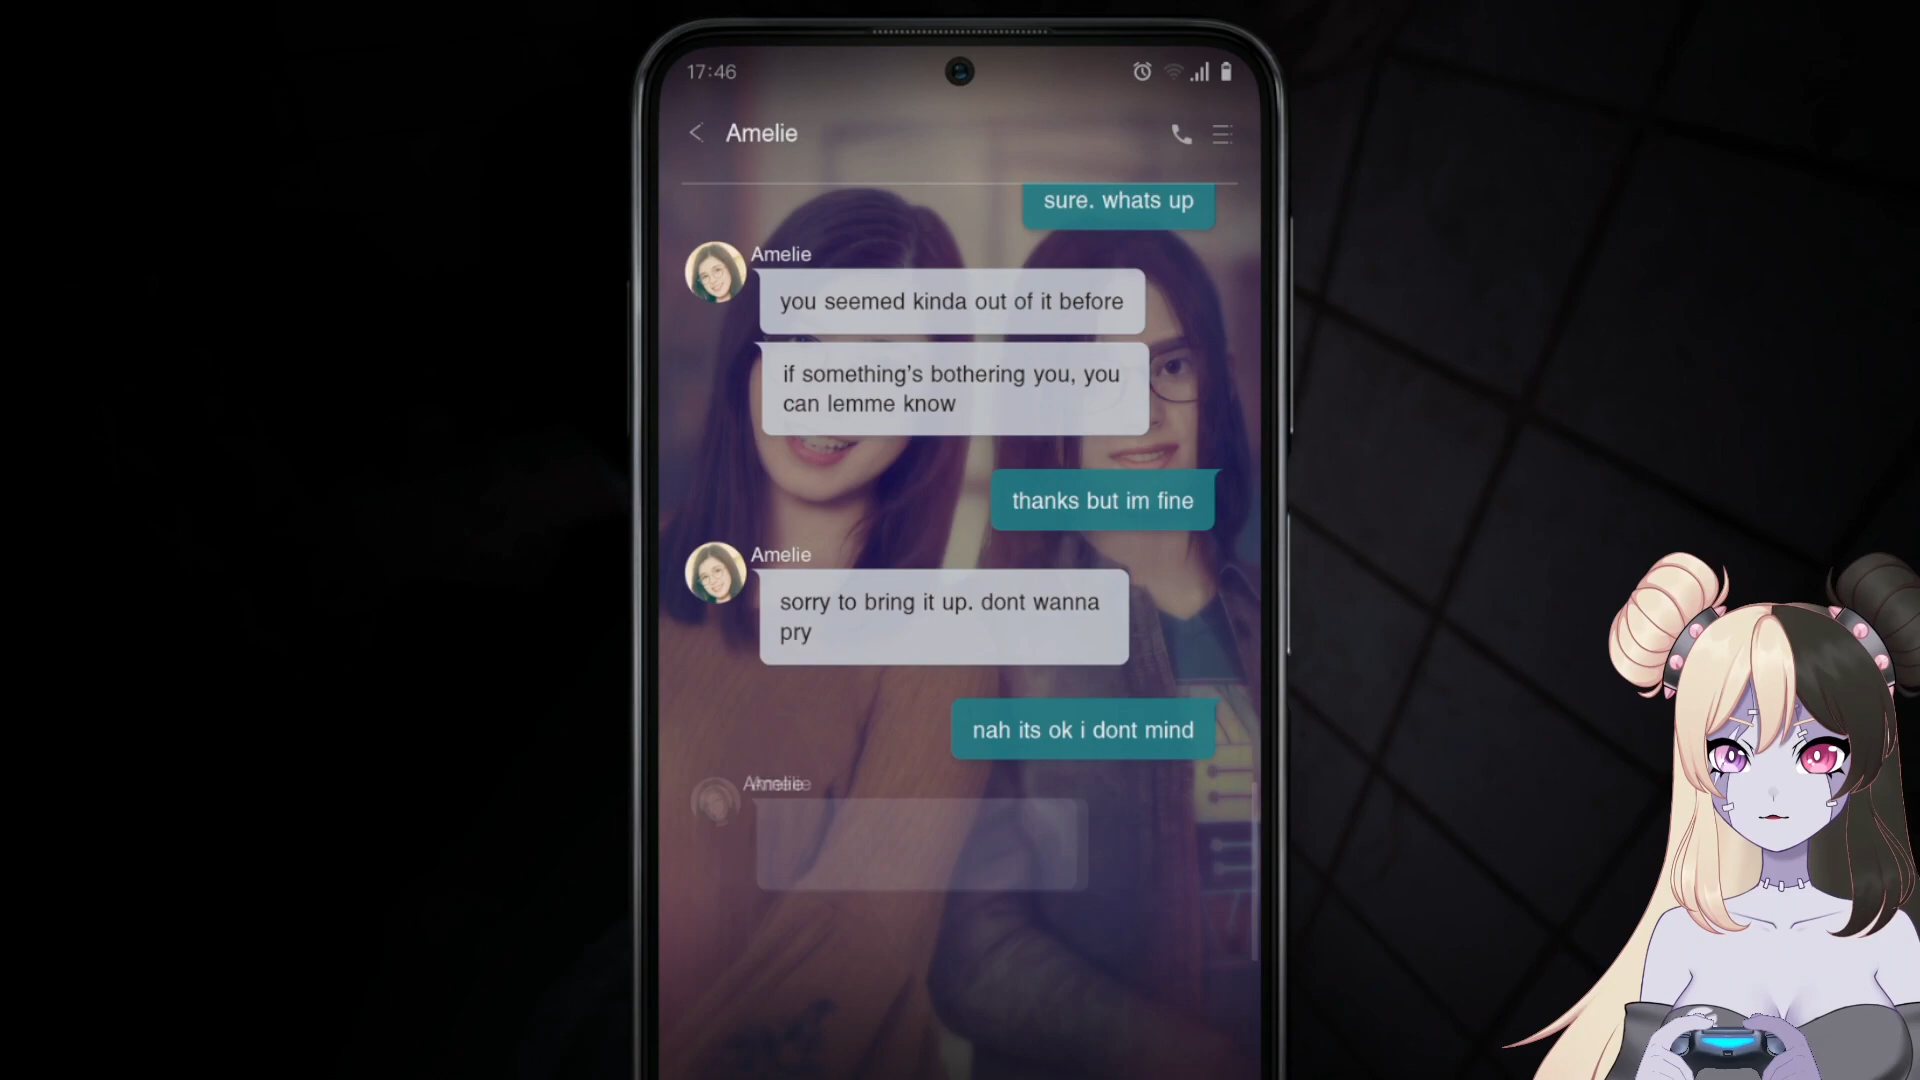 17:46
Amelie
sure. whats up
Amelie
you seemed kinda out of it before
if something's bothering you, you
can lemme know
thanks but im fine
Amelie
sorry to bring it up. dont wanna
pry
nah its ok i dont mind
Amelie